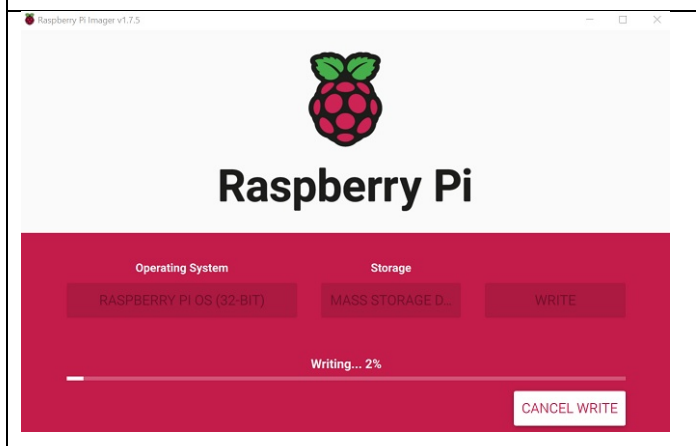 Raspberry Pi Imager v1.7.5
Raspberry Pi
Operating System
Storage
RASPBERRY PI OS (32-BIT)
MASS STORAGE D...
WRITE
Writing... 2%
CANCEL WRITE